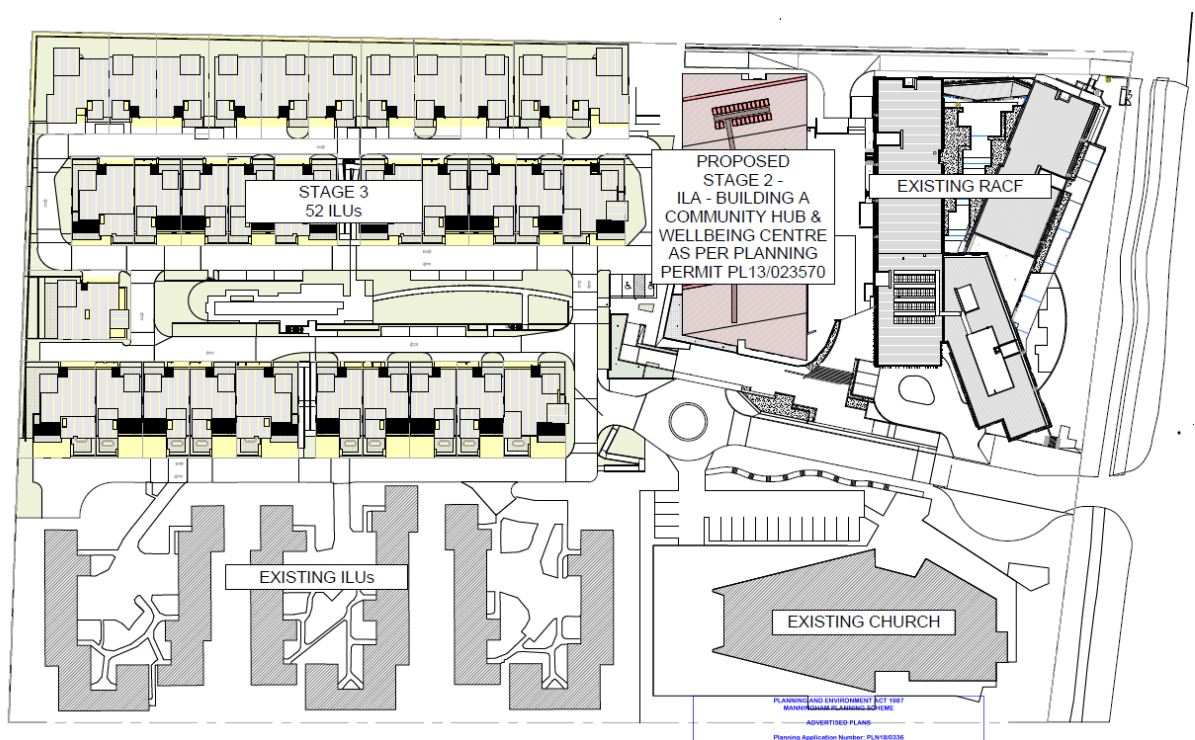 STAGE 3
52 ILUs
PROPOSED
STAGE 2 -
ILA - BUILDING A
COMMUNITY HUB &
WELLBEING CENTRE
AS PER PLANNING
PERMIT PL13/023570
EXISTING RACF
EXISTING ILUs
EXISTING CHURCH
PLANNING AND ENVIRONMENT ACT 1987
MANNINGHAM PLANNING SCHEME
ADVERTISED PLANS
Planning Application Number: PLN18/0336